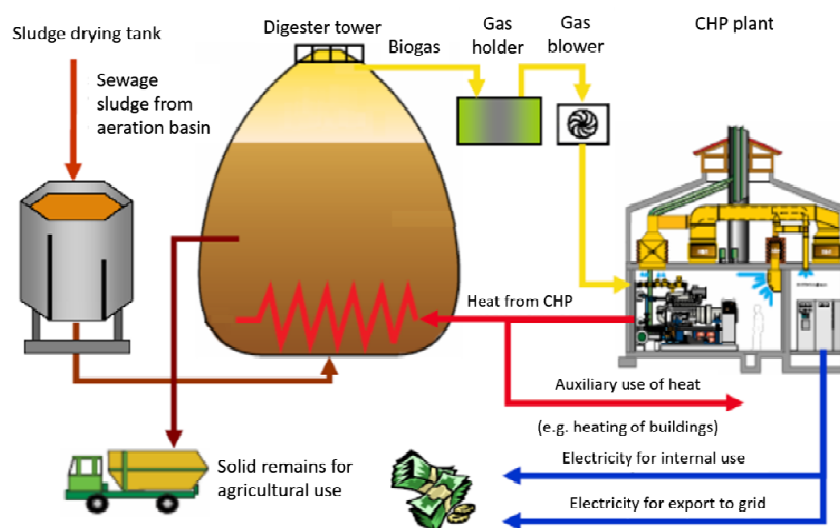 Sludge drying tank
Sewage
sludge from
aeration basin
Digester tower
Biogas
Gas
holder
Gas
blower
CHP plant
Heat from CHP
Auxiliary use of heat
(e.g. heating of buildings)
Solid remains for
agricultural use
Electricity for internal use
Electricity for export to grid